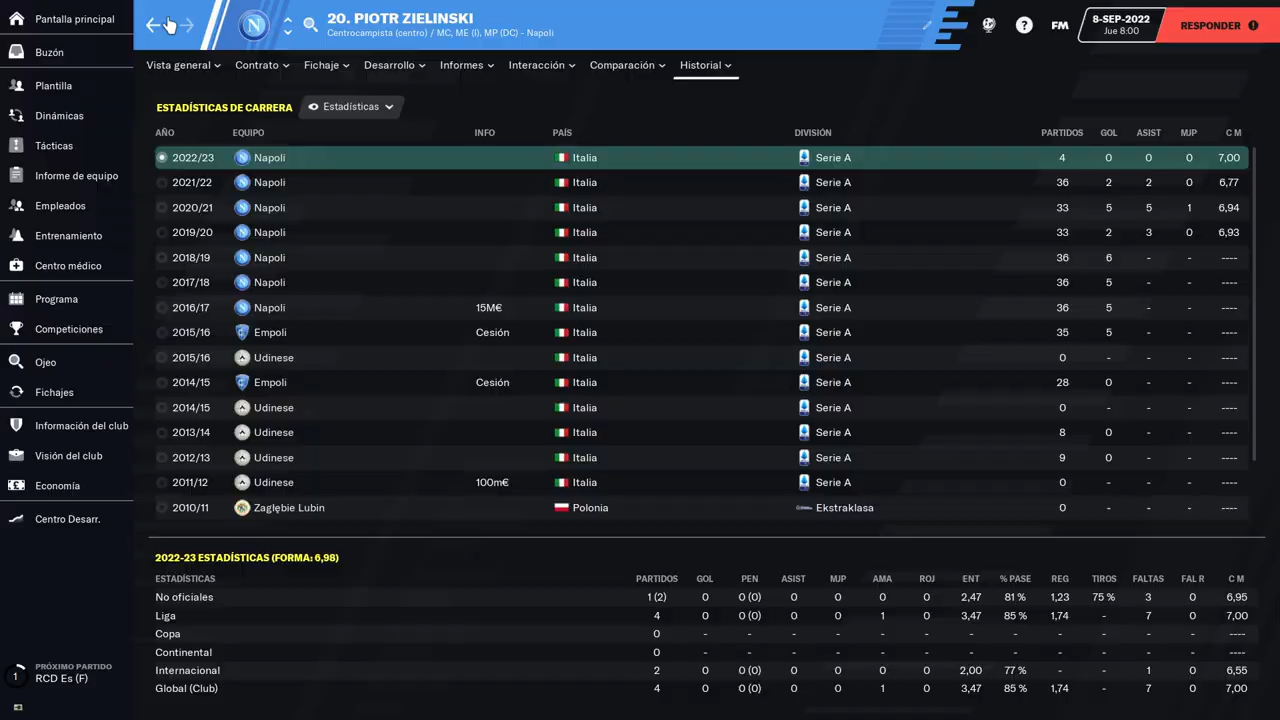 Pantalla principal
Buzón
Plantilla
Dinámicas
Tácticas
Informe de equipo
Empleados
Entrenamiento
Centro médico
Programa
Competiciones
Ojeo
Fichajes
Información del club
Visión del club
Economía
Centro Desarr.
1 PRÓXIMO PARTIDO
RCD Es (F)
20. PIOTR ZIELINSKI
Centrocampista (centro) / MC, ME (I), MP (DC) - Napoli
FM
8-SEP-2022
Jue 8:00
RESPONDER
Vista general Contrato Fichaje Desarrollo Informes Interacción Comparación Historial
ESTADÍSTICAS DE CARRERA Estadísticas
AÑO EQUIPO INFO PAÍS DIVISIÓN PARTIDOS GOL ASIST MJP C M
2022/23 Napoli Italia Serie A 4 0 0 0 7,00
2021/22 Napoli Italia Serie A 36 2 2 0 6,77
2020/21 Napoli Italia Serie A 33 5 5 1 6,94
2019/20 Napoli Italia Serie A 33 2 3 0 6,93
2018/19 Napoli Italia Serie A 36 6 - - ----
2017/18 Napoli Italia Serie A 36 5 - - ----
2016/17 Napoli 15M€ Italia Serie A 36 5 - - ----
2015/16 Empoli Cesión Italia Serie A 35 5 - - ----
2015/16 Udinese Italia Serie A 0 - - - ----
2014/15 Empoli Cesión Italia Serie A 28 0 - - ----
2014/15 Udinese Italia Serie A 0 - - - ----
2013/14 Udinese Italia Serie A 8 0 - - ----
2012/13 Udinese Italia Serie A 9 0 - - ----
2011/12 Udinese 100m€ Italia Serie A 0 - - - ----
2010/11 Zagłębie Lubin Polonia Ekstraklasa 0 - - - ----
2022-23 ESTADÍSTICAS (FORMA: 6,98)
ESTADÍSTICAS PARTIDOS GOL PEN ASIST MJP AMA ROJ ENT % PASE REG TIROS FALTAS FAL R C M
No oficiales 1 (2) 0 0 (0) 0 0 0 0 2,47 81 % 1,23 75 % 3 0 6,95
Liga 4 0 0 (0) 0 0 1 0 3,47 85 % 1,74 - 7 0 7,00
Copa 0 - - - - - - - - - - - - ----
Continental 0 - - - - - - - - - - - - ----
Internacional 2 0 0 (0) 0 0 0 0 2,00 77 % - - 1 0 6,55
Global (Club) 4 0 0 (0) 0 0 1 0 3,47 85 % 1,74 - 7 0 7,00